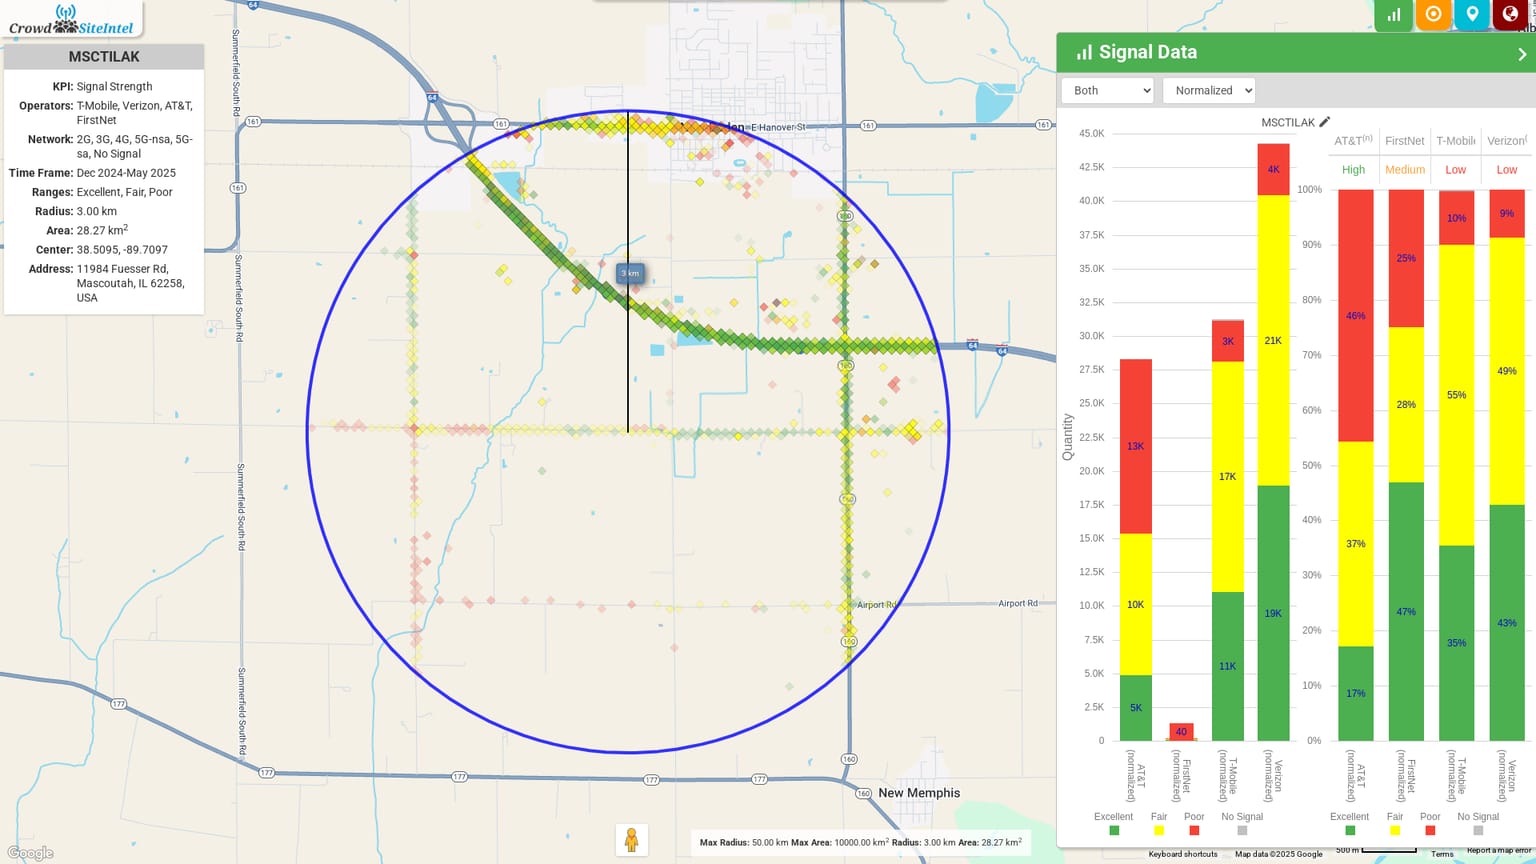 Crowd SiteIntel
MSCTILAK
KPI: Signal Strength
Operators: T-Mobile, Verizon, AT&T,
FirstNet
Network: 2G, 3G, 4G, 5G-nsa, 5G-
sa, No Signal
Time Frame: Dec 2024-May 2025
Ranges: Excellent, Fair, Poor
Radius: 3.00 km
Area: 28.27 km²
Center: 38.5095, -89.7097
Address: 11984 Fuesser Rd,
Mascoutah, IL 62258,
USA
64
Summerfield South Rd
64
161
161
161
161
161
E Hanover St
Summerfield South Rd
160
3 km
64
64
160
Summerfield South Rd
160
Airport Rd
Airport Rd
160
Summerfield South Rd
177
177
177
177
177
160
160
New Memphis
Google
Max Radius: 50.00 km Max Area: 10000.00 km² Radius: 3.00 km Area: 28.27 km²
Keyboard shortcuts
Map data ©2025 Google
500 m
Terms
Report a map error
Signal Data
Both
Normalized
MSCTILAK
Quantity
45.0K
42.5K
40.0K
37.5K
35.0K
32.5K
30.0K
27.5K
25.0K
22.5K
20.0K
17.5K
15.0K
12.5K
10.0K
7.5K
5.0K
2.5K
0
13K
10K
5K
40
3K
17K
11K
4K
21K
19K
AT&T (normalized)
FirstNet (normalized)
T-Mobile (normalized)
Verizon (normalized)
Excellent
Fair
Poor
No Signal
AT&T(n)
FirstNet
T-Mobile
Verizon(
High
Medium
Low
Low
100%
90%
80%
70%
60%
50%
40%
30%
20%
10%
0%
46%
37%
17%
25%
28%
47%
10%
55%
35%
9%
49%
43%
AT&T (normalized)
FirstNet (normalized)
T-Mobile (normalized)
Verizon (normalized)
Excellent
Fair
Poor
No Signal